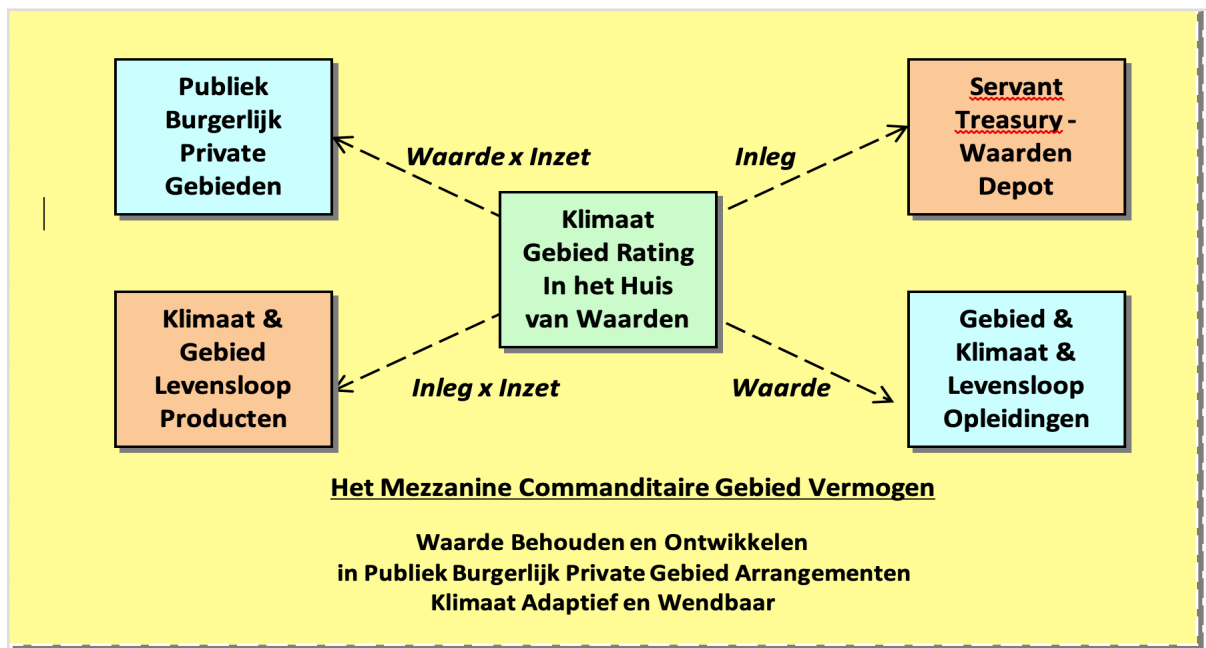 Publiek
Burgerlijk
Private
Gebieden
Servant
Treasury -
Waarden
Depot
Waarde x Inzet
Inleg
Klimaat
Gebied Rating
In het Huis
van Waarden
Klimaat &
Gebied
Levensloop
Producten
Gebied &
Klimaat &
Levensloop
Opleidingen
Inleg x Inzet
Waarde
Het Mezzanine Commanditaire Gebied Vermogen
Waarde Behouden en Ontwikkelen
in Publiek Burgerlijk Private Gebied Arrangementen
Klimaat Adaptief en Wendbaar